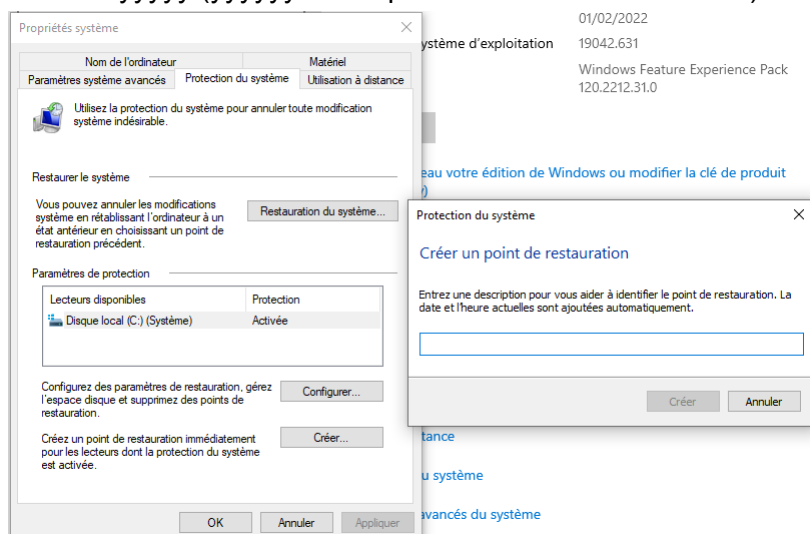 Propriétés système
Nom de l'ordinateur
Matériel
Paramètres système avancés
Protection du système
Utilisation à distance
Utilisez la protection du système pour annuler toute modification
système indésirable.
Restaurer le système
Vous pouvez annuler les modifications
système en rétablissant l'ordinateur à un
état antérieur en choisissant un point de
restauration précédent.
Restauration du système...
Paramètres de protection
Lecteurs disponibles
Protection
Disque local (C:) (Système)
Activée
Configurez des paramètres de restauration, gérez
l'espace disque et supprimez des points de
restauration.
Configurer...
Créez un point de restauration immédiatement
pour les lecteurs dont la protection du système
est activée.
Créer...
OK
Annuler
Appliquer
01/02/2022
ystème d'exploitation
19042.631
Windows Feature Experience Pack
120.2212.31.0
eau votre édition de Windows ou modifier la clé de produit
Protection du système
Créer un point de restauration
Entrez une description pour vous aider à identifier le point de restauration. La
date et l'heure actuelles sont ajoutées automatiquement.
Créer
Annuler
tance
u système
avancés du système